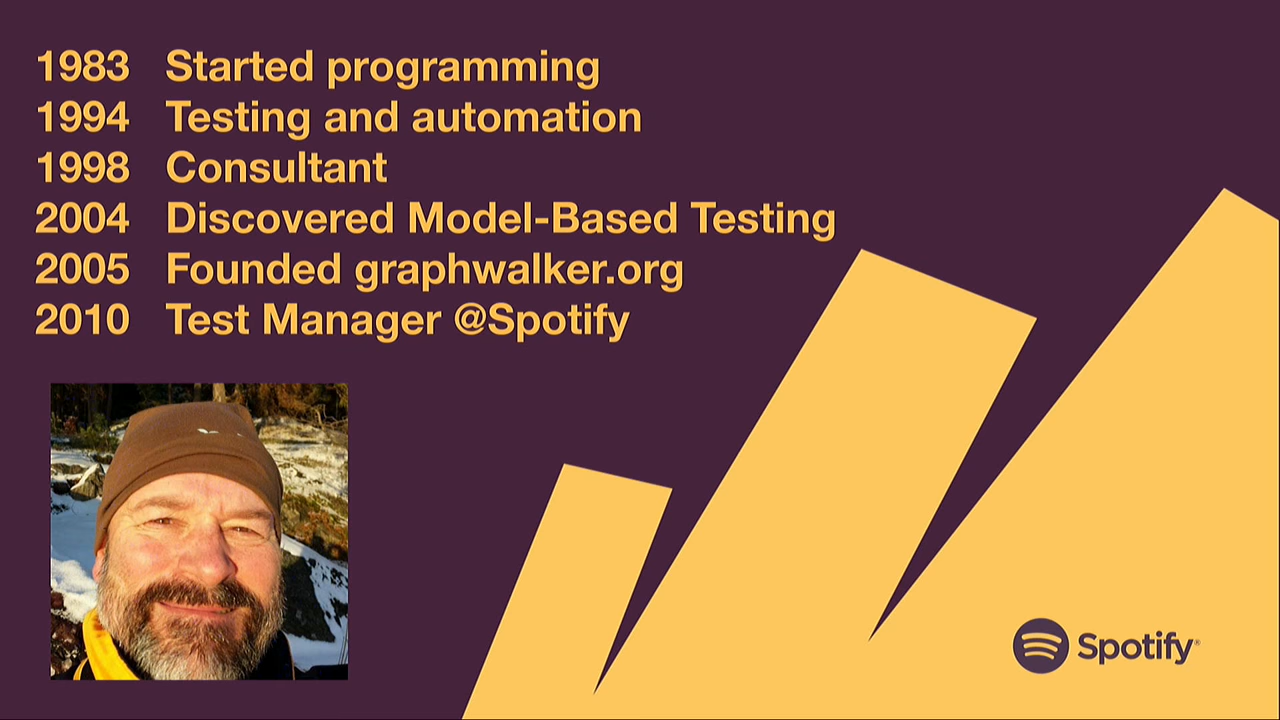 1983 Started programming
1994 Testing and automation
1998 Consultant
2004 Discovered Model-Based Testing
2005 Founded graphwalker.org
2010 Test Manager @Spotify
Spotify®